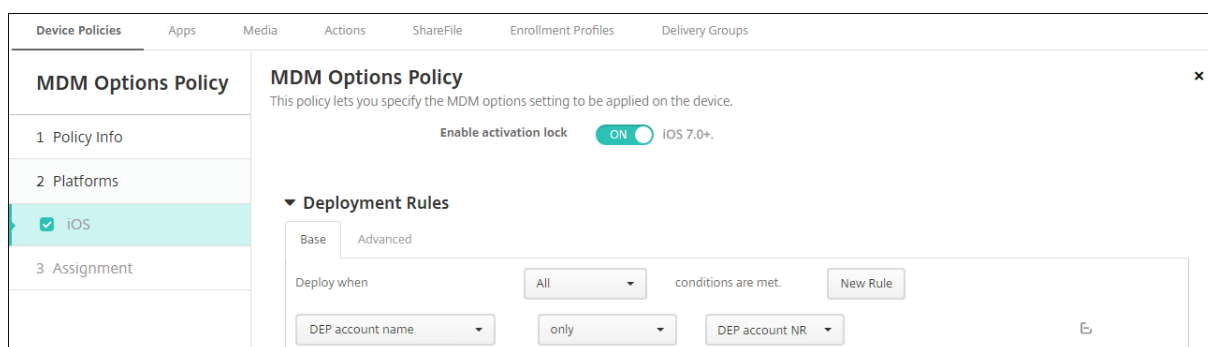 Device Policies Apps Media Actions ShareFile Enrollment Profiles Delivery Groups
MDM Options Policy
1 Policy Info
2 Platforms
iOS
3 Assignment
MDM Options Policy
This policy lets you specify the MDM options setting to be applied on the device.
Enable activation lock ON iOS 7.0+.
Deployment Rules
Base Advanced
Deploy when All conditions are met. New Rule
DEP account name only DEP account NR